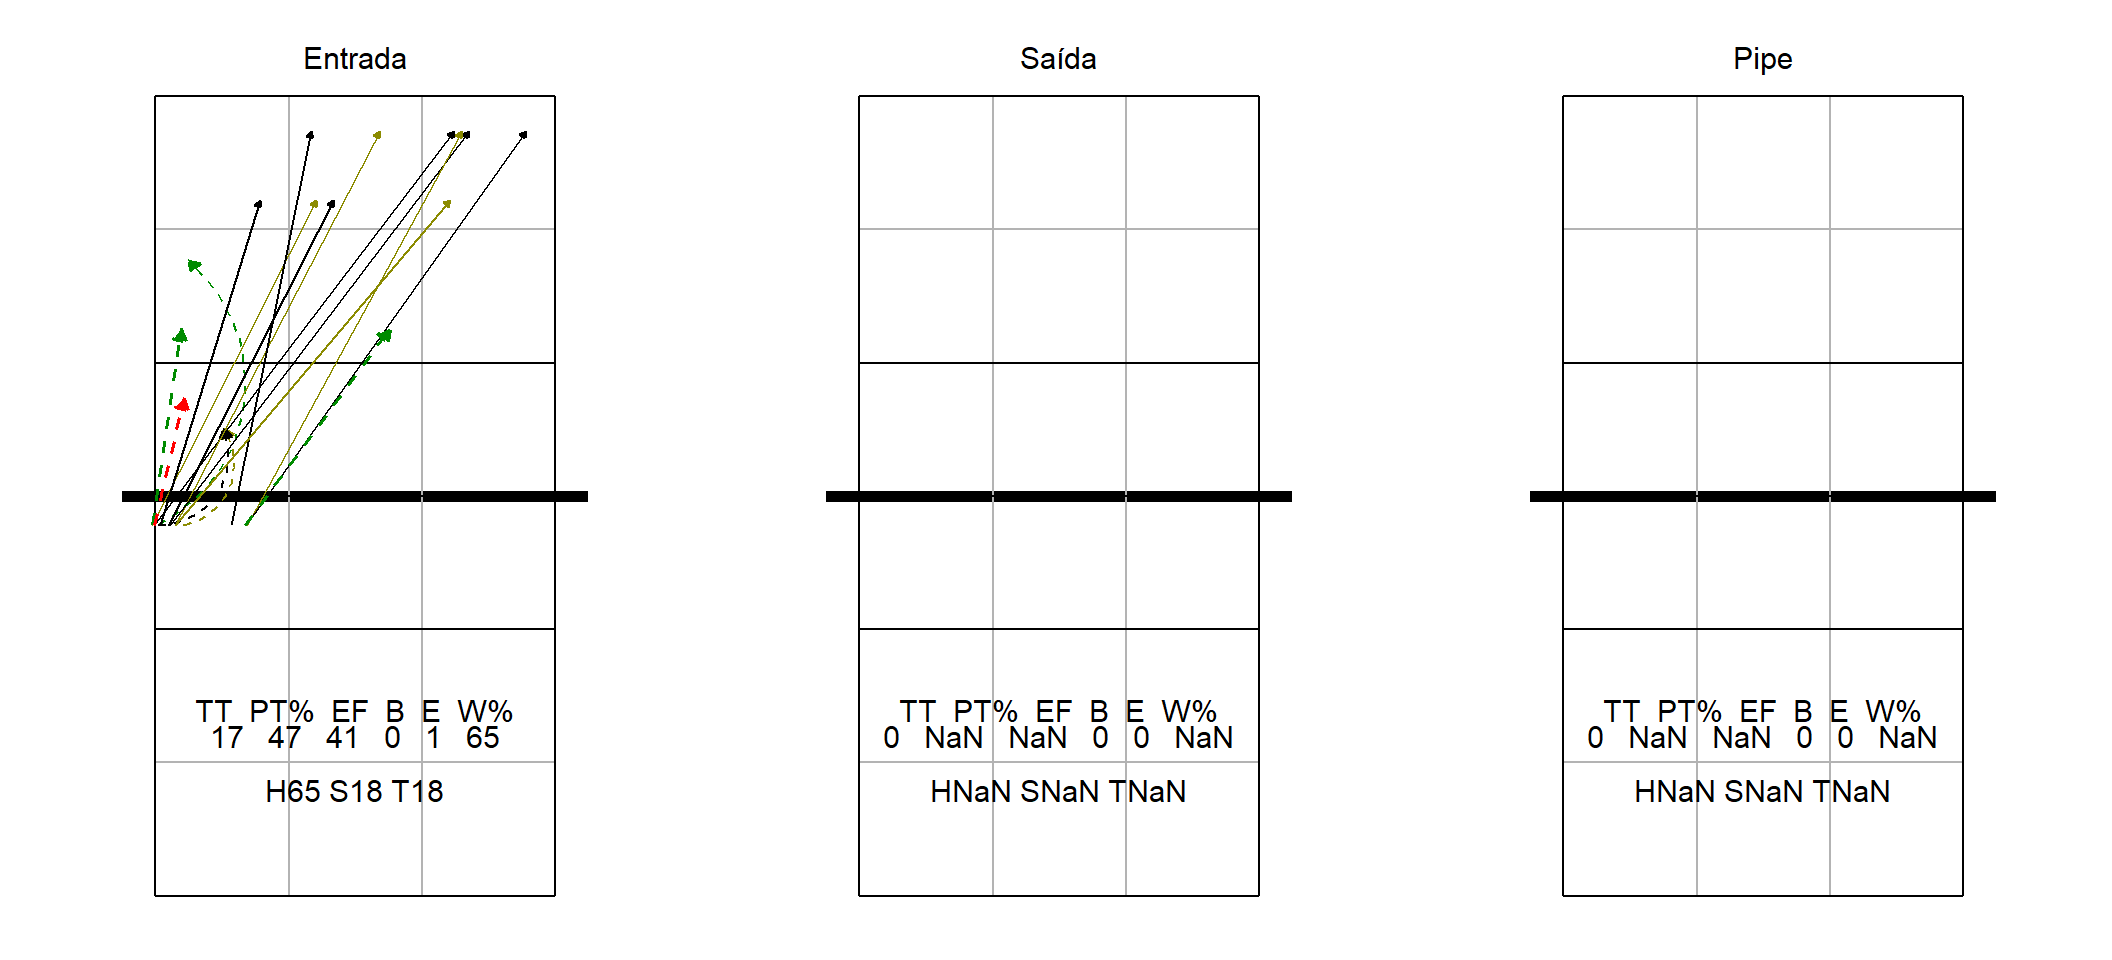 Entrada
TT PT% EF B E W%
17 47 41 0 1 65
H65 S18 T18
Saída
TT PT% EF B E W%
0 NaN NaN 0 0 NaN
HNaN SNaN TNaN
Pipe
TT PT% EF B E W%
0 NaN NaN 0 0 NaN
HNaN SNaN TNaN